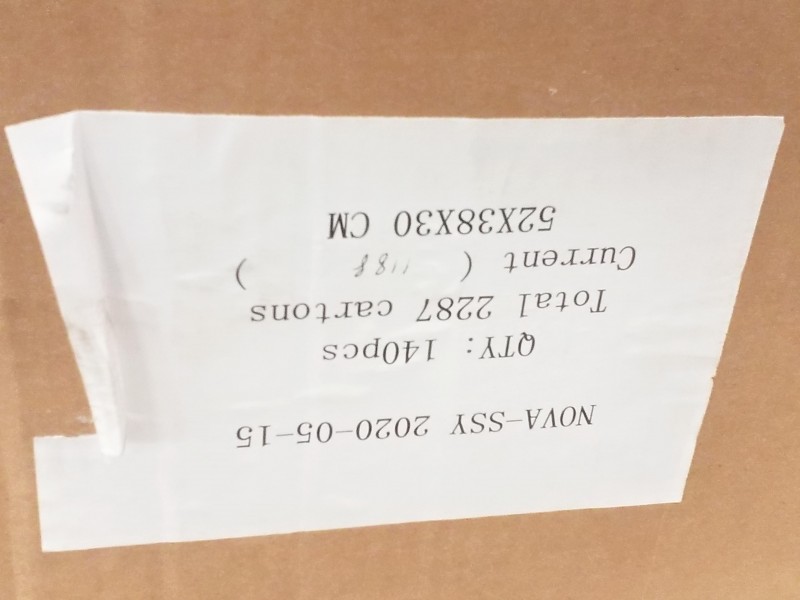 NOVA-SSY 2020-05-15
QTY: 140pcs
Total 2287 cartons
Current ( 1188 )
52X38X30 CM